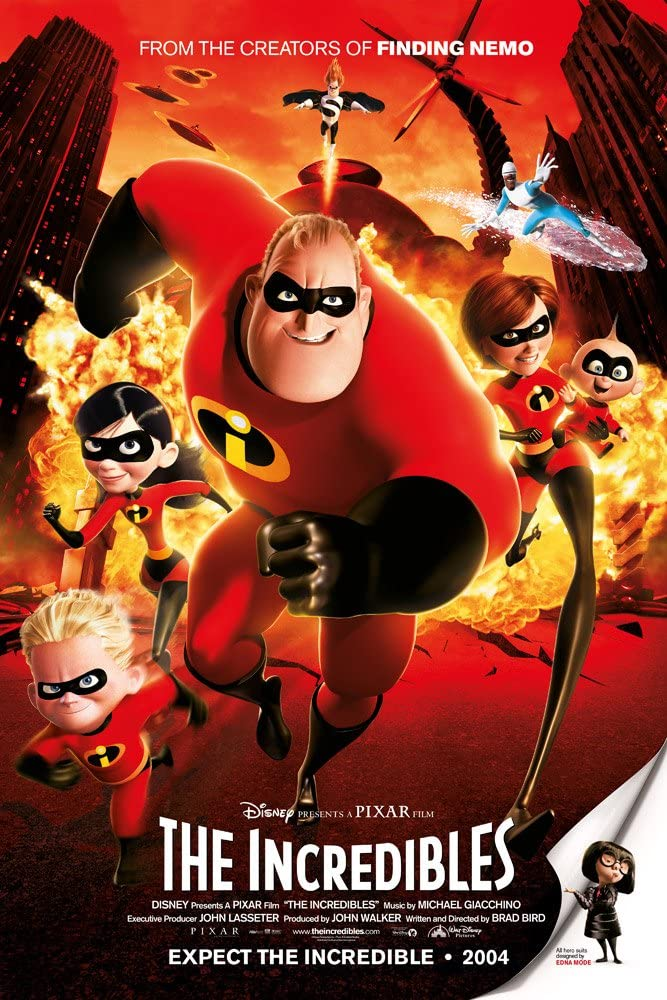 FROM THE CREATORS OF FINDING NEMO
S
i
i
i
i
DISNEY PRESENTS A PIXAR FILM
THE INCREDIBLES
DISNEY Presents A PIXAR Film "THE INCREDIBLES" Music by MICHAEL GIACCHINO
Executive Producer JOHN LASSETER Produced by JOHN WALKER Written and Directed by BRAD BIRD
PIXAR www.theincredibles.com WALT DISNEY Pictures
EXPECT THE INCREDIBLE • 2004
All hero suits
designed by
EDNA MODE